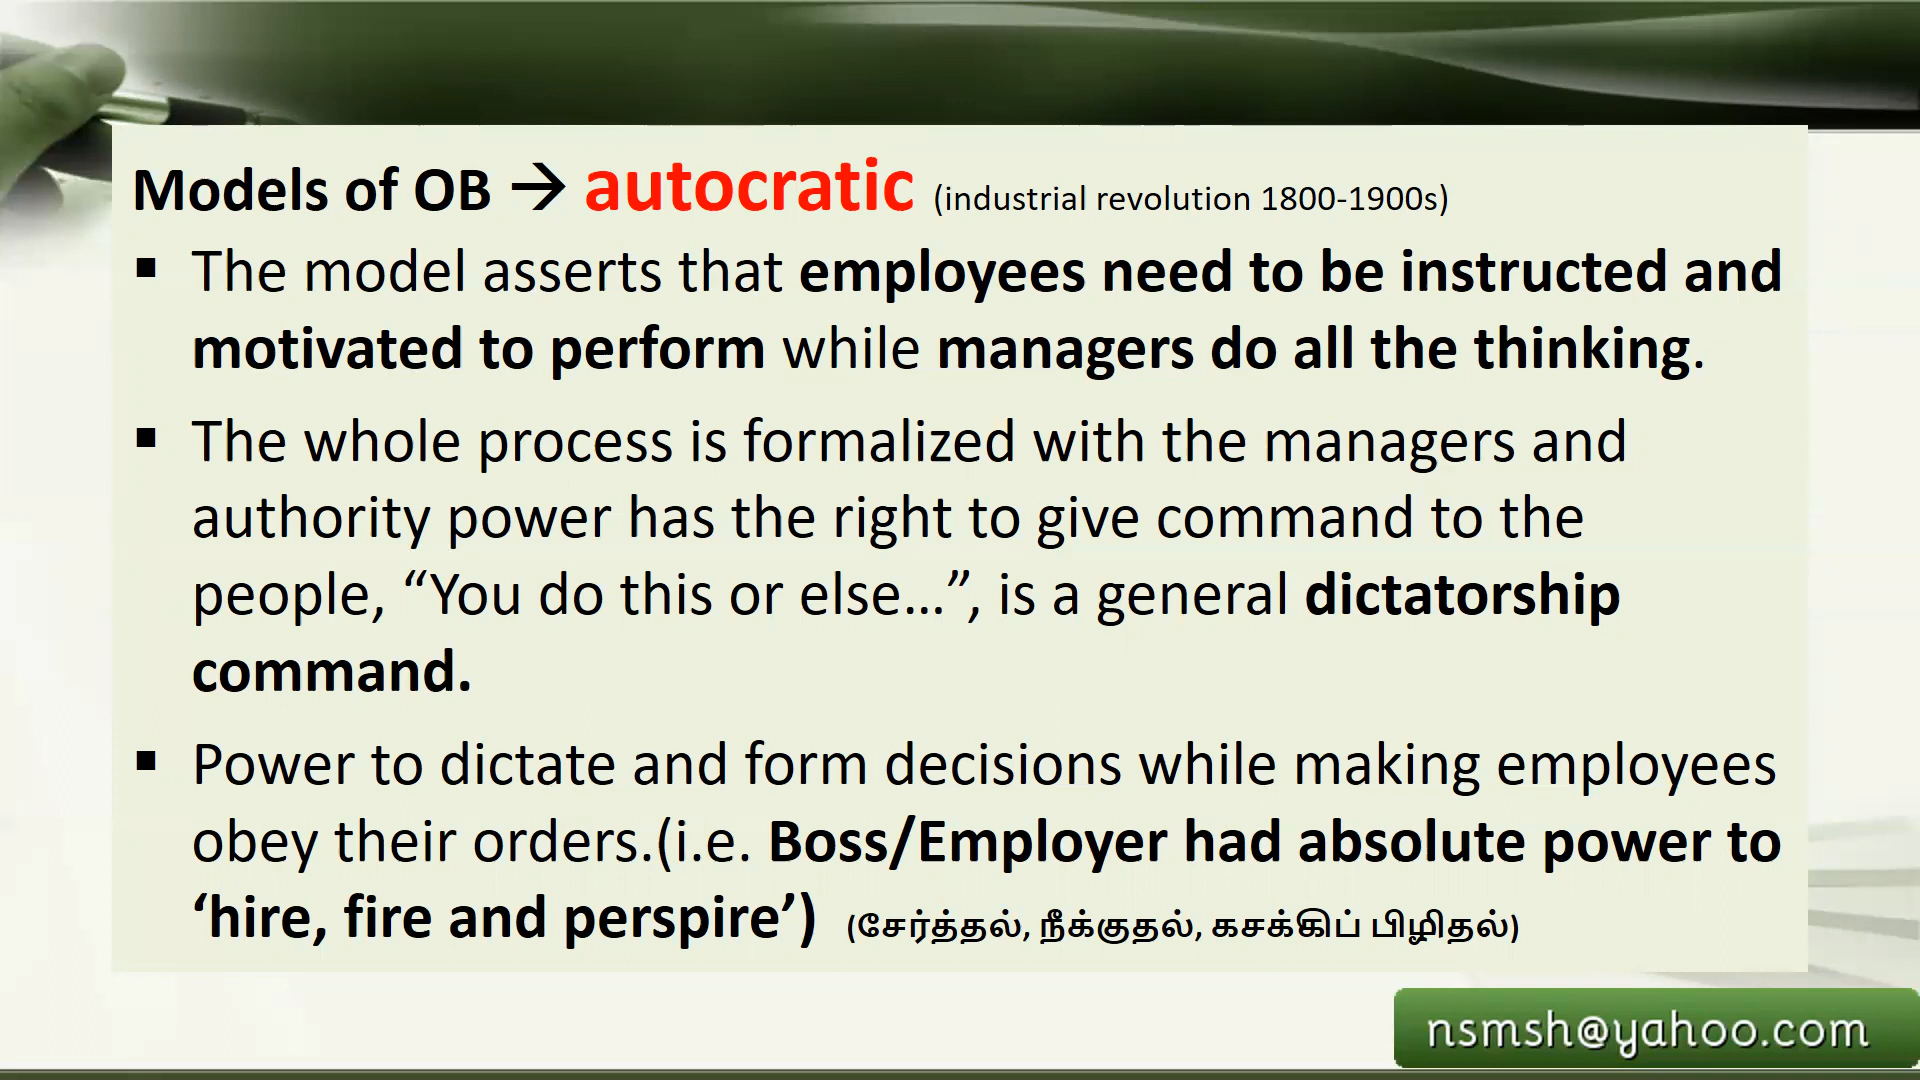 Models of OB → autocratic (industrial revolution 1800-1900s)
▪ The model asserts that employees need to be instructed and
motivated to perform while managers do all the thinking.
▪ The whole process is formalized with the managers and
authority power has the right to give command to the
people, “You do this or else…”, is a general dictatorship
command.
▪ Power to dictate and form decisions while making employees
obey their orders.(i.e. Boss/Employer had absolute power to
‘hire, fire and perspire’) (சேர்த்தல், நீக்குதல், கசக்கிப் பிழிதல்)
nsmsh@yahoo.com